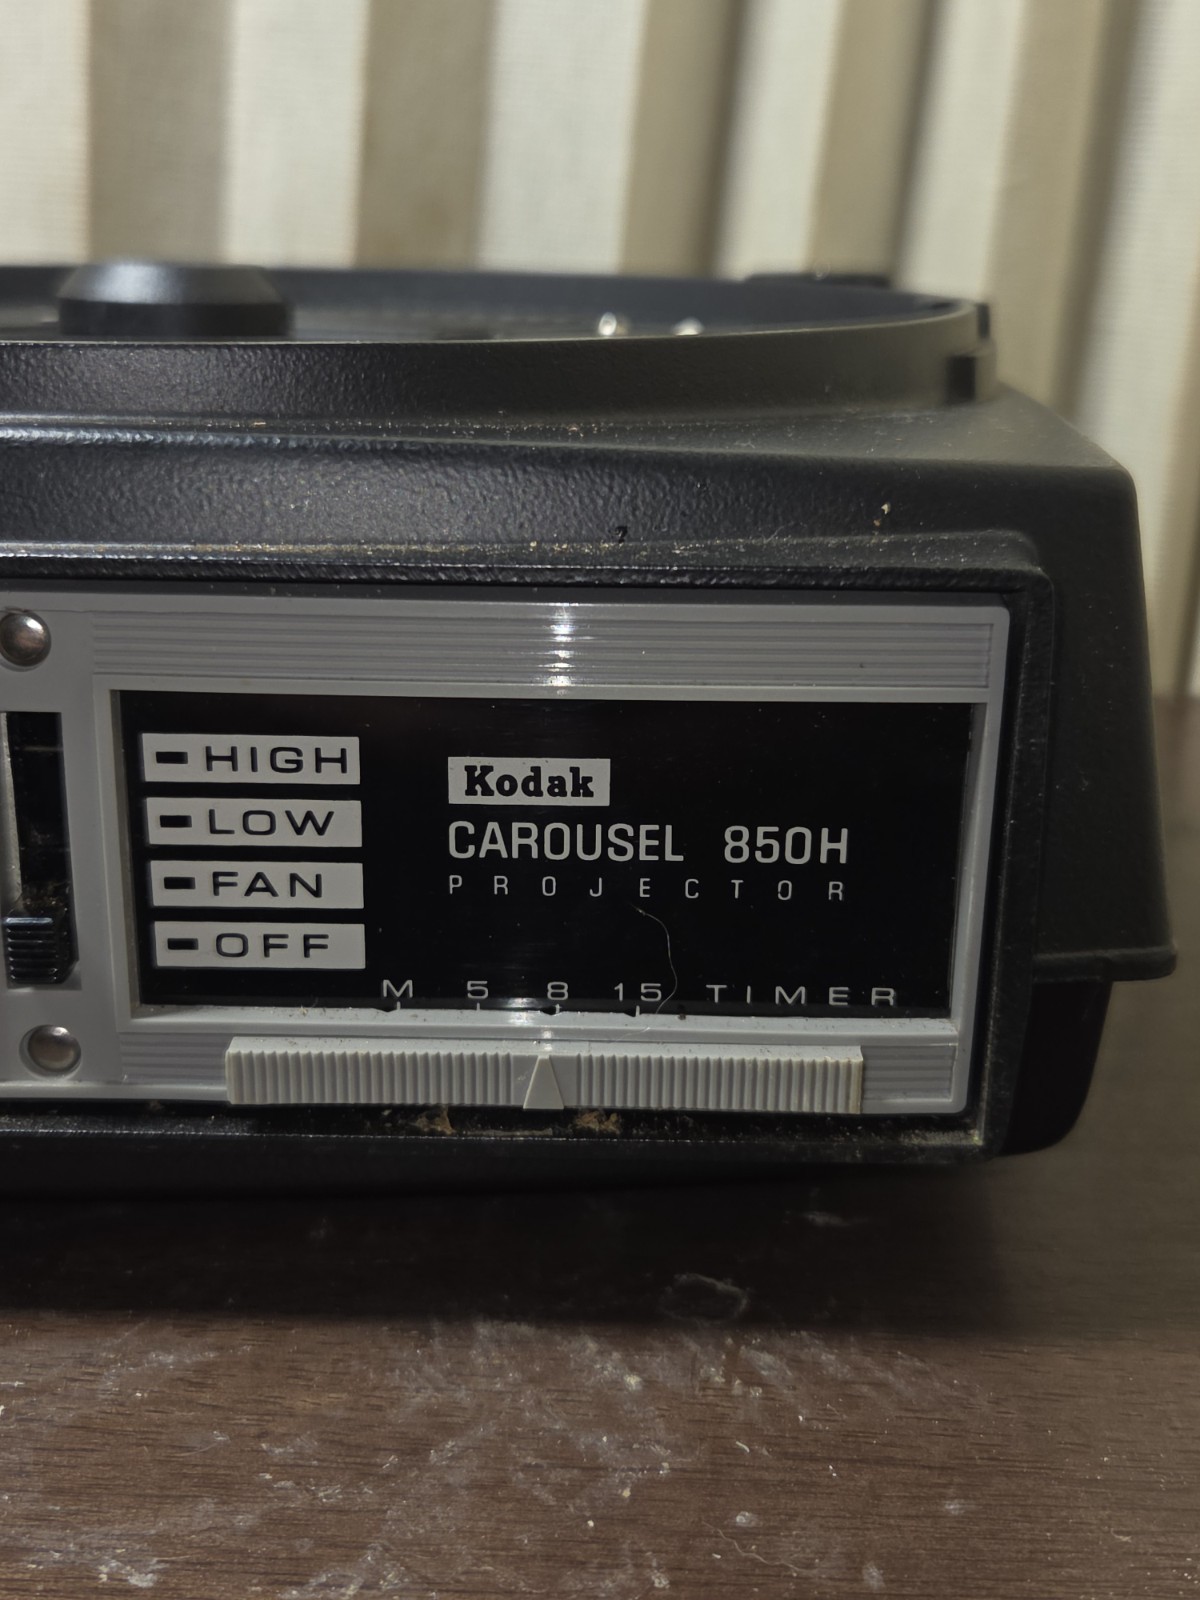 HIGH
LOW
FAN
OFF
Kodak
CAROUSEL 850H
PROJECTOR
M 5 8 15 TIMER